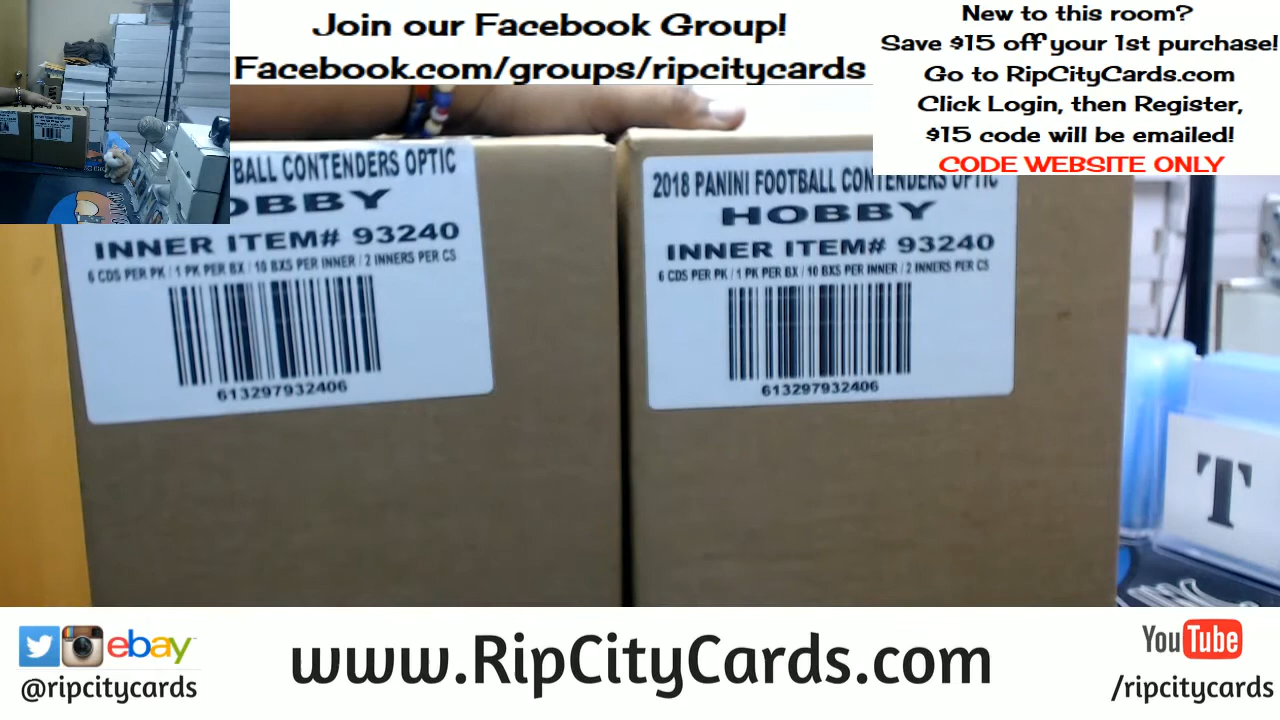 Join our Facebook Group!
Facebook.com/groups/ripcitycards
New to this room?
Save $15 off your 1st purchase!
Go to RipCityCards.com
Click Login, then Register,
$15 code will be emailed!
CODE WEBSITE ONLY
BALL CONTENDERS OPTIC
OBBY
INNER ITEM# 93240
6 CDS PER PK / 1 PK PER BX / 10 BXS PER INNER / 2 INNERS PER CS
613297932406
2018 PANINI FOOTBALL CONTENDERS OPTIC
HOBBY
INNER ITEM# 93240
6 CDS PER PK / 1 PK PER BX / 10 BXS PER INNER / 2 INNERS PER CS
613297932406
T
ebay
@ripcitycards
www.RipCityCards.com
YouTube
/ripcitycards